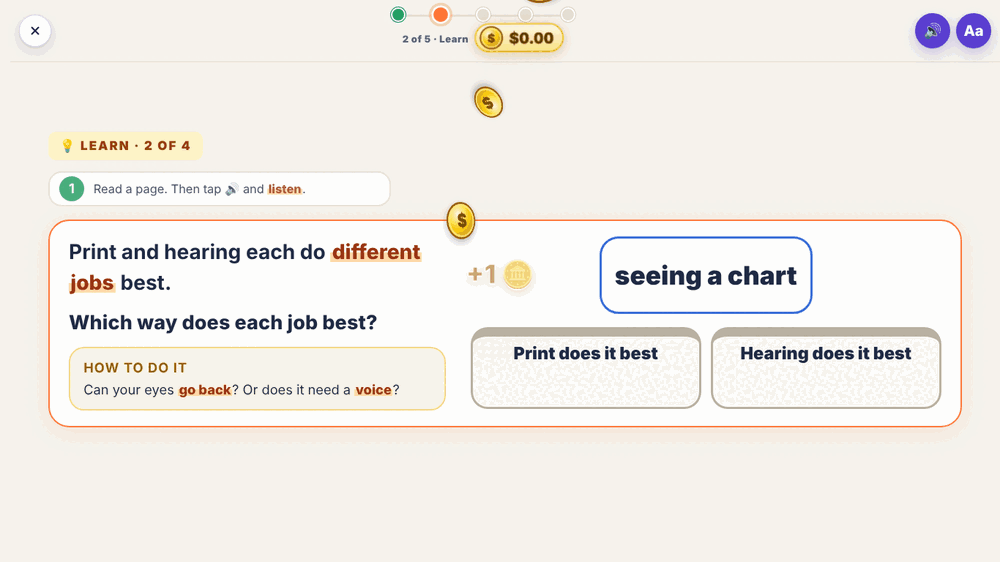 2 of 5 · Learn
$ $0.00
Aa
$
💡 LEARN · 2 OF 4
1 Read a page. Then tap 🔊 and listen.
$
Print and hearing each do different
jobs best.
Which way does each job best?
HOW TO DO IT
Can your eyes go back? Or does it need a voice?
+1
seeing a chart
Print does it best
Hearing does it best